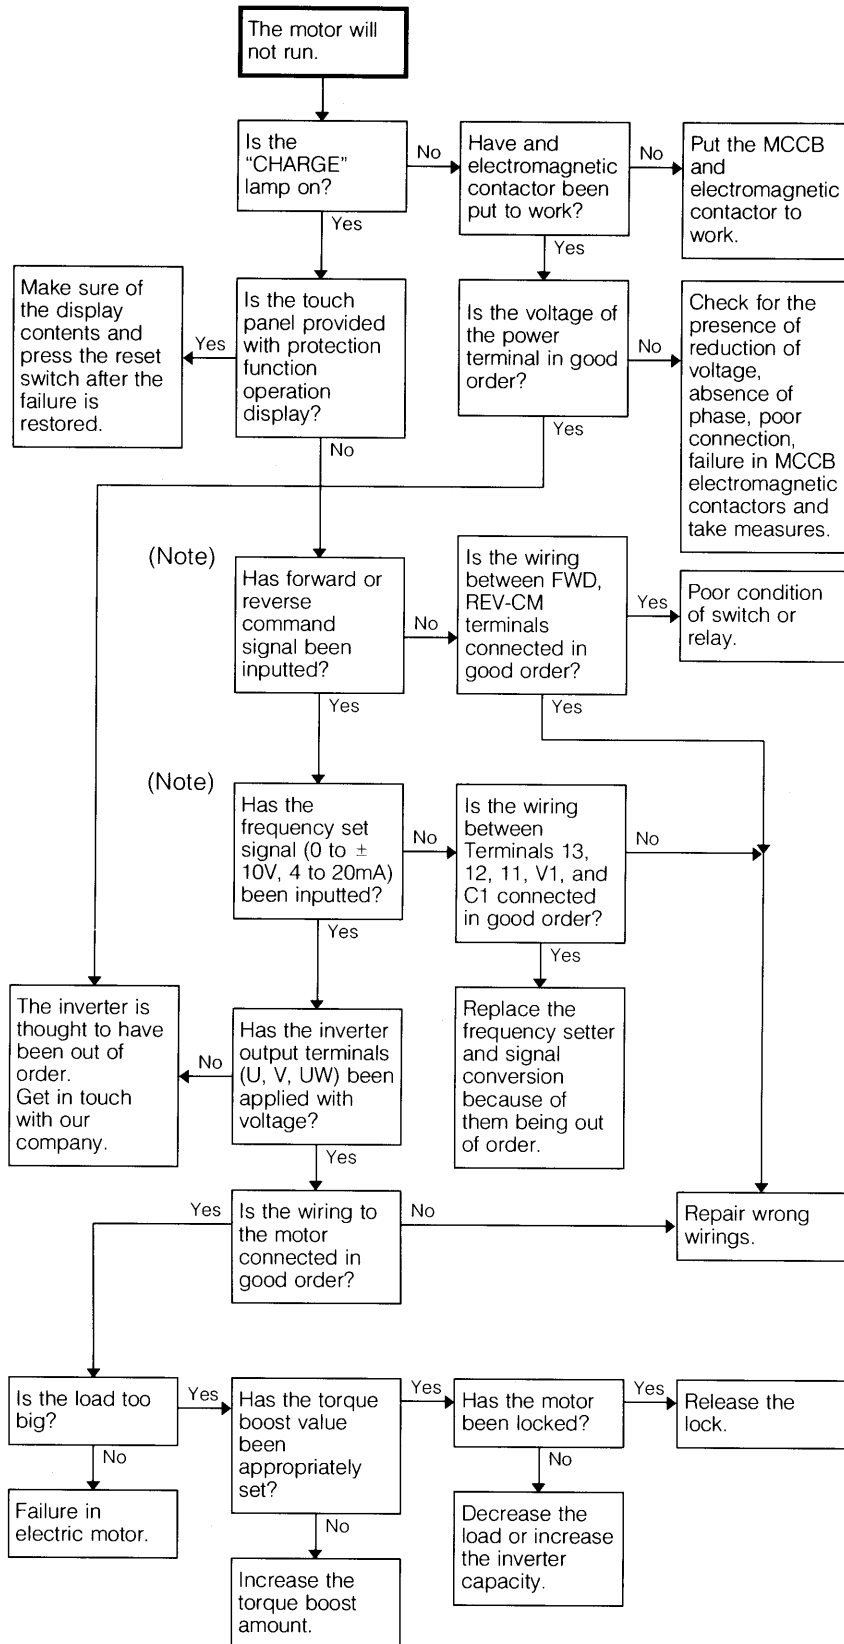 The motor will
not run.
Is the
“CHARGE”
lamp on?
No
Have and
electromagnetic
contactor been
put to work?
No
Put the MCCB
and
electromagnetic
contactor to
work.
Yes
Yes
Make sure of
the display
contents and
press the reset
switch after the
failure is
restored.
Yes
Is the touch
panel provided
with protection
function
operation
display?
Is the voltage of
the power
terminal in good
order?
No
Check for the
presence of
reduction of
voltage,
absence of
phase, poor
connection,
failure in MCCB
electromagnetic
contactors and
take measures.
No
Yes
(Note)
Has forward or
reverse
command
signal been
inputted?
No
Is the wiring
between FWD,
REV-CM
terminals
connected in
good order?
Yes
Poor condition
of switch or
relay.
Yes
Yes
(Note)
Has the
frequency set
signal (0 to ±
10V, 4 to 20mA)
been inputted?
No
Is the wiring
between
Terminals 13,
12, 11, V1, and
C1 connected
in good order?
No
Yes
Yes
The inverter is
thought to have
been out of
order.
Get in touch
with our
company.
No
Has the inverter
output terminals
(U, V, UW) been
applied with
voltage?
Replace the
frequency setter
and signal
conversion
because of
them being out
of order.
Yes
Yes
Is the wiring to
the motor
connected in
good order?
No
Repair wrong
wirings.
Is the load too
big?
Yes
Has the torque
boost value
been
appropriately
set?
Yes
Has the motor
been locked?
Yes
Release the
lock.
No
No
No
Failure in
electric motor.
Increase the
torque boost
amount.
Decrease the
load or increase
the inverter
capacity.